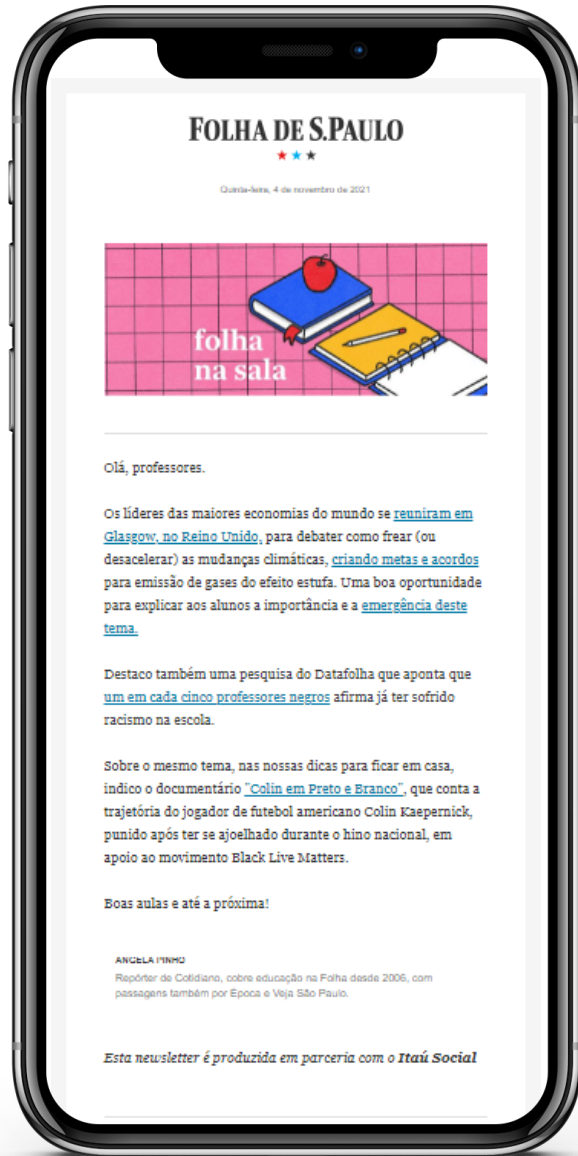 FOLHA DE S.PAULO
Quinta-feira, 4 de novembro de 2021
folha
na sala
Olá, professores.
Os líderes das maiores economias do mundo se reuniram em
Glasgow, no Reino Unido, para debater como frear (ou
desacelerar) as mudanças climáticas, criando metas e acordos
para emissão de gases do efeito estufa. Uma boa oportunidade
para explicar aos alunos a importância e a emergência deste
tema.
Destaco também uma pesquisa do Datafolha que aponta que
um em cada cinco professores negros afirma já ter sofrido
racismo na escola.
Sobre o mesmo tema, nas nossas dicas para ficar em casa,
indico o documentário "Colin em Preto e Branco", que conta a
trajetória do jogador de futebol americano Colin Kaepernick,
punido após ter se ajoelhado durante o hino nacional, em
apoio ao movimento Black Live Matters.
Boas aulas e até a próxima!
ANGELA PINHO
Repórter de Cotidiano, cobre educação na Folha desde 2006, com
passagens também por Época e Veja São Paulo.
Esta newsletter é produzida em parceria com o Itaú Social